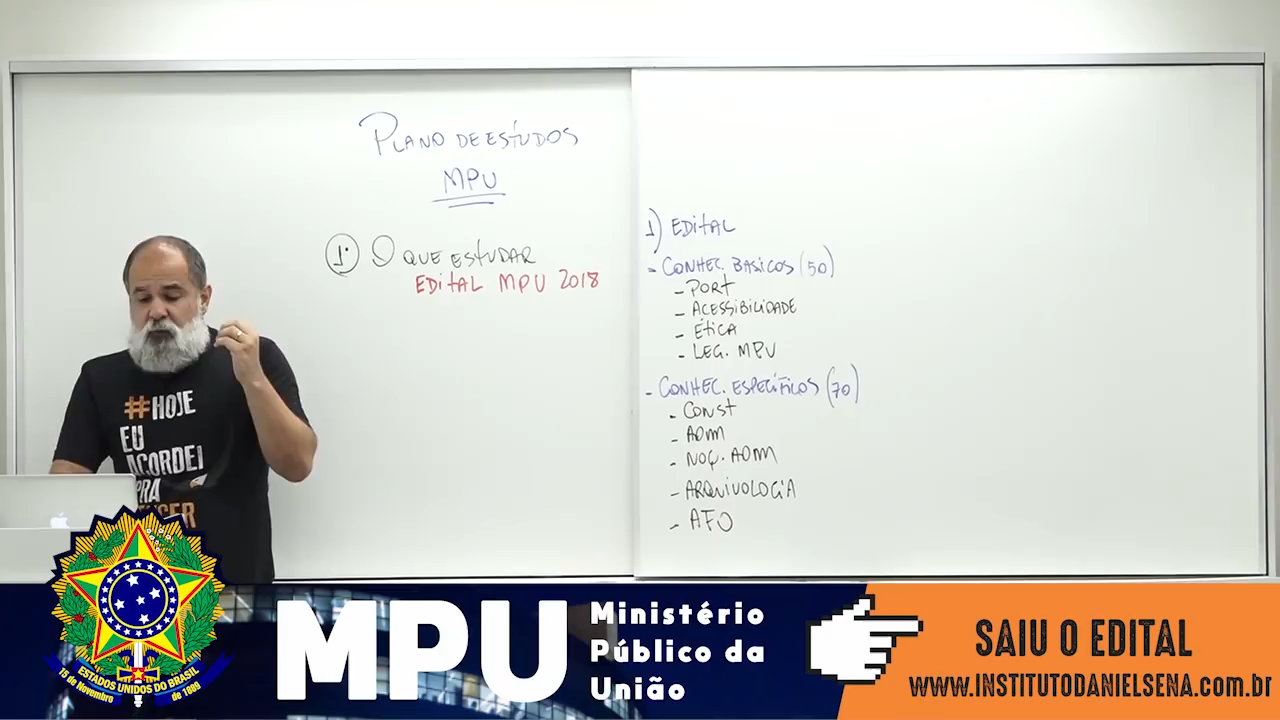 PLANO DE ESTUDOS
MPU
1º O QUE ESTUDAR
EDITAL MPU 2018
1) EDITAL
- CONHEC. BÁSICOS (50)
- PORT
- ACESSIBILIDADE
- ÉTICA
- LEG. MPU
- CONHEC. ESPECÍFICOS (70)
- CONST
- ADM
- NOÇ. ADM
- ARQUIVOLOGIA
- AFO
#HOJE
EU
ACORDEI
PRA
ESTADOS UNIDOS DO BRASIL
15 de Novembro
de 1889
MPU
Ministério
Público da
União
SAIU O EDITAL
www.INSTITUTODANIELSENA.com.br